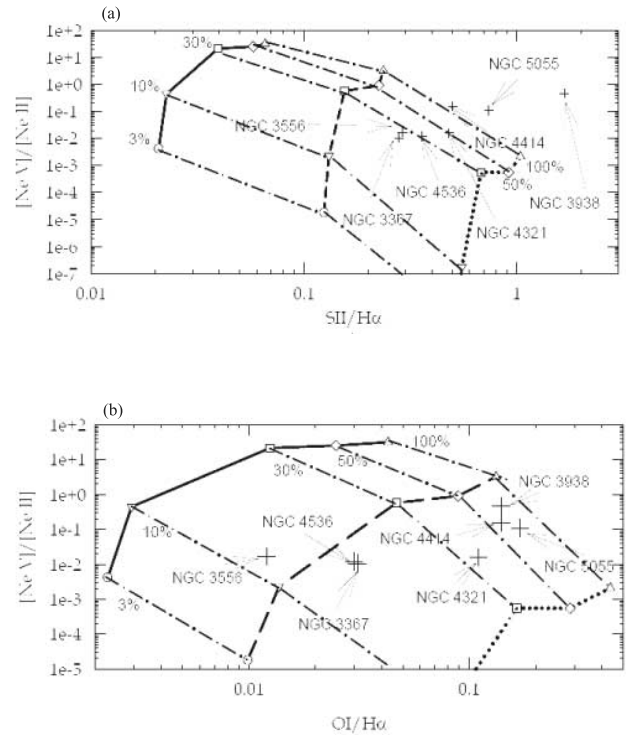 (a)
1e+2
1e+1
1e+0
1e-1
1e-2
1e-3
1e-4
1e-5
1e-6
1e-7
[Ne V]/[Ne II]
30%
10%
3%
NGC 5055
NGC 3556
NGC 4414
100%
NGC 4536
50%
NGC 3938
NGC 3367
NGC 4321
0.01
0.1
1
SII/Hα
(b)
1e+2
1e+1
1e+0
1e-1
1e-2
1e-3
1e-4
1e-5
[Ne V]/[Ne II]
100%
50%
30%
NGC 3938
10%
NGC 4536
NGC 4414
NGC 3556
NGC 5055
NGC 3367
NGC 4321
3%
0.01
0.1
OI/Hα